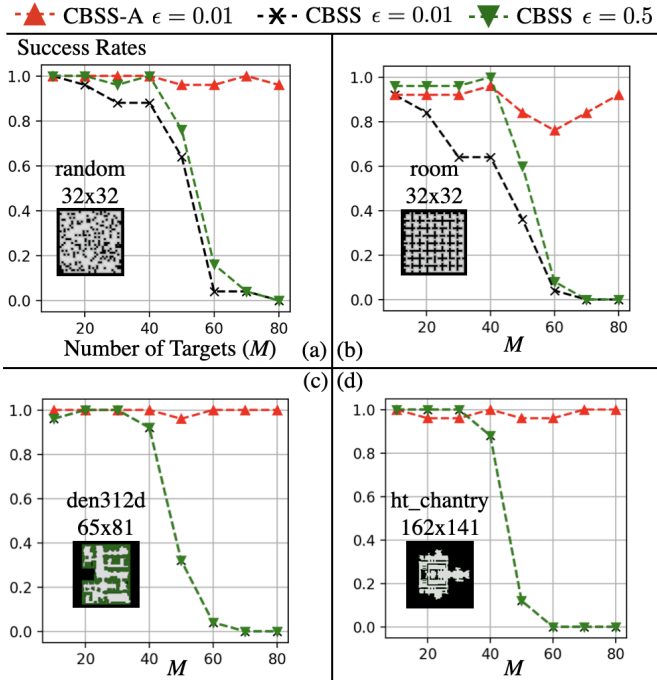 CBSS-A ϵ = 0.01 CBSS ϵ = 0.01 CBSS ϵ = 0.5
Success Rates
1.0
0.8
0.6
0.4
0.2
0.0
random
32x32
20 40 60 80
Number of Targets (M) (a)
1.0
0.8
0.6
0.4
0.2
0.0
room
32x32
20 40 60 80
(b) M
(c)
1.0
0.8
0.6
0.4
0.2
0.0
den312d
65x81
20 40 60 80
M
(d)
1.0
0.8
0.6
0.4
0.2
0.0
ht_chantry
162x141
20 40 60 80
M